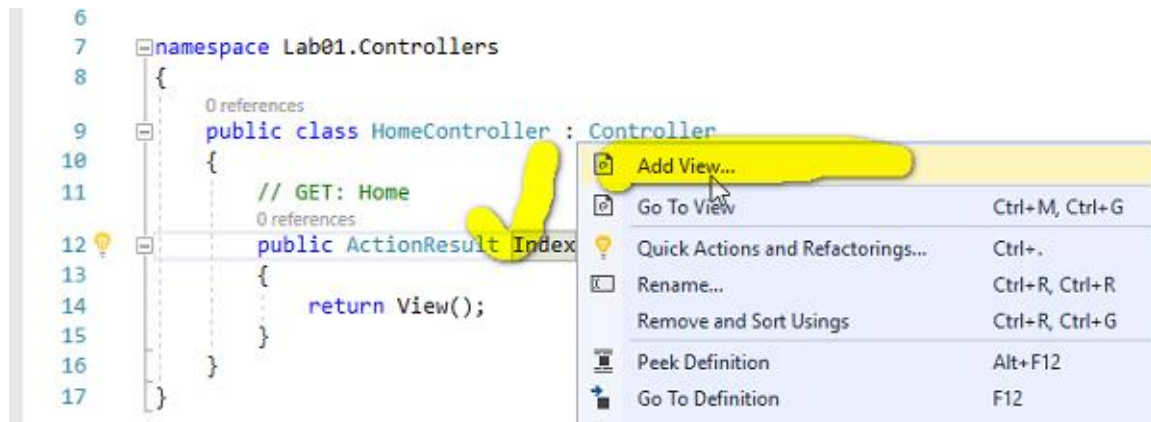 6
7 namespace Lab01.Controllers
8 {
0 references
9 public class HomeController : Controller
10 {
11 // GET: Home
0 references
12 public ActionResult Index
13 {
14 return View();
15 }
16 }
17 }
Add View...
Go To View Ctrl+M, Ctrl+G
Quick Actions and Refactorings... Ctrl+.
Rename... Ctrl+R, Ctrl+R
Remove and Sort Usings Ctrl+R, Ctrl+G
Peek Definition Alt+F12
Go To Definition F12